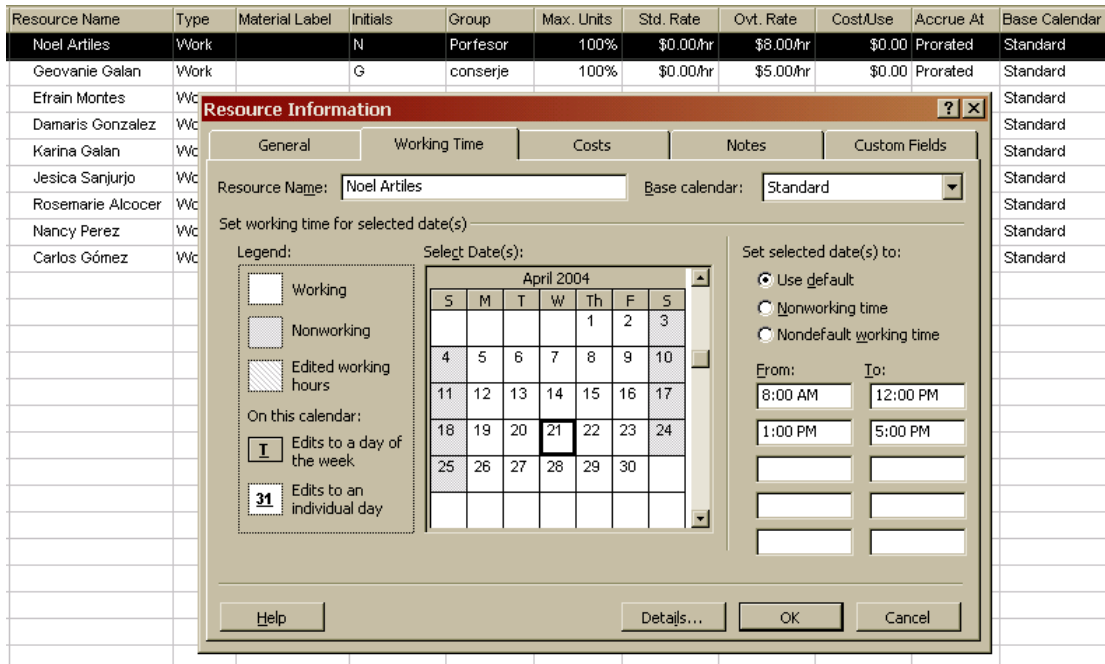 Resource Name Type Material Label Initials Group Max. Units Std. Rate Ovt. Rate Cost/Use Accrue At Base Calendar
Noel Artiles Work N Porfesor 100% $0.00/hr $8.00/hr $0.00 Prorated Standard
Geovanie Galan Work G conserje 100% $0.00/hr $5.00/hr $0.00 Prorated Standard
Efrain Montes Standard
Damaris Gonzalez Standard
Karina Galan Standard
Jesica Sanjurjo Standard
Rosemarie Alcocer Standard
Nancy Perez Standard
Carlos Gómez Standard
Resource Information ? X
General Working Time Costs Notes Custom Fields
Resource Name: Noel Artiles Base calendar: Standard
Set working time for selected date(s)
Legend: Select Date(s): Set selected date(s) to:
Working
Nonworking
Edited working
hours
On this calendar:
T Edits to a day of
the week
31 Edits to an
individual day
April 2004
S M T W Th F S
1 2 3
4 5 6 7 8 9 10
11 12 13 14 15 16 17
18 19 20 21 22 23 24
25 26 27 28 29 30
Use default
Nonworking time
Nondefault working time
From: To:
8:00 AM 12:00 PM
1:00 PM 5:00 PM
Help Details... OK Cancel